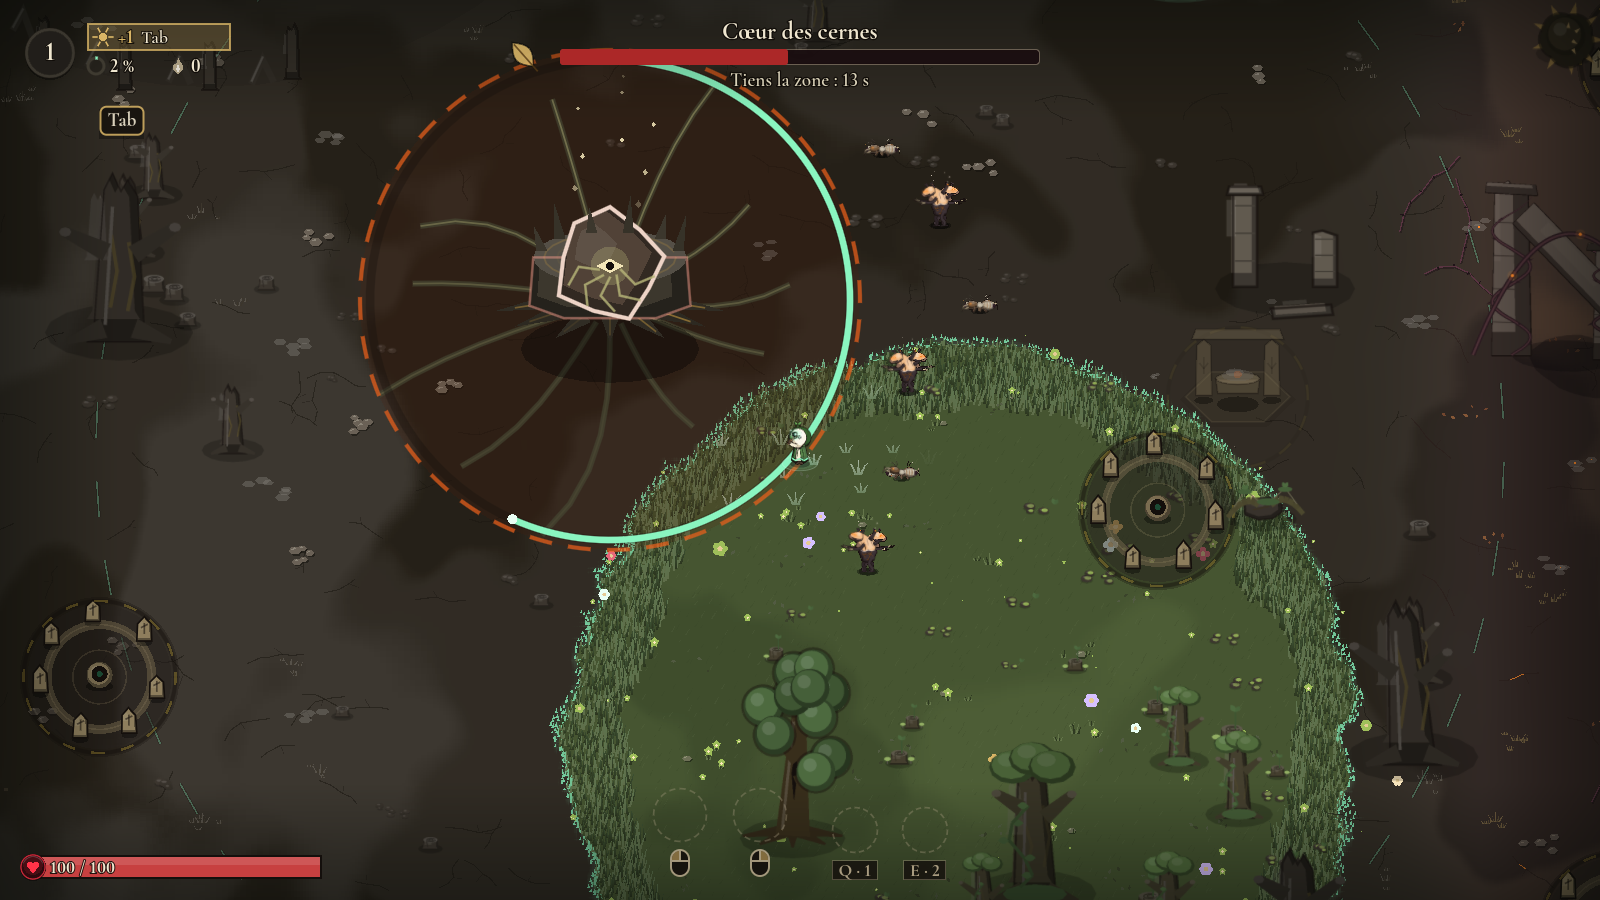 Cœur des cernes
1
+1 Tab
2 %
0
Tiens la zone : 13 s
Tab
100 / 100
Q · 1
E · 2